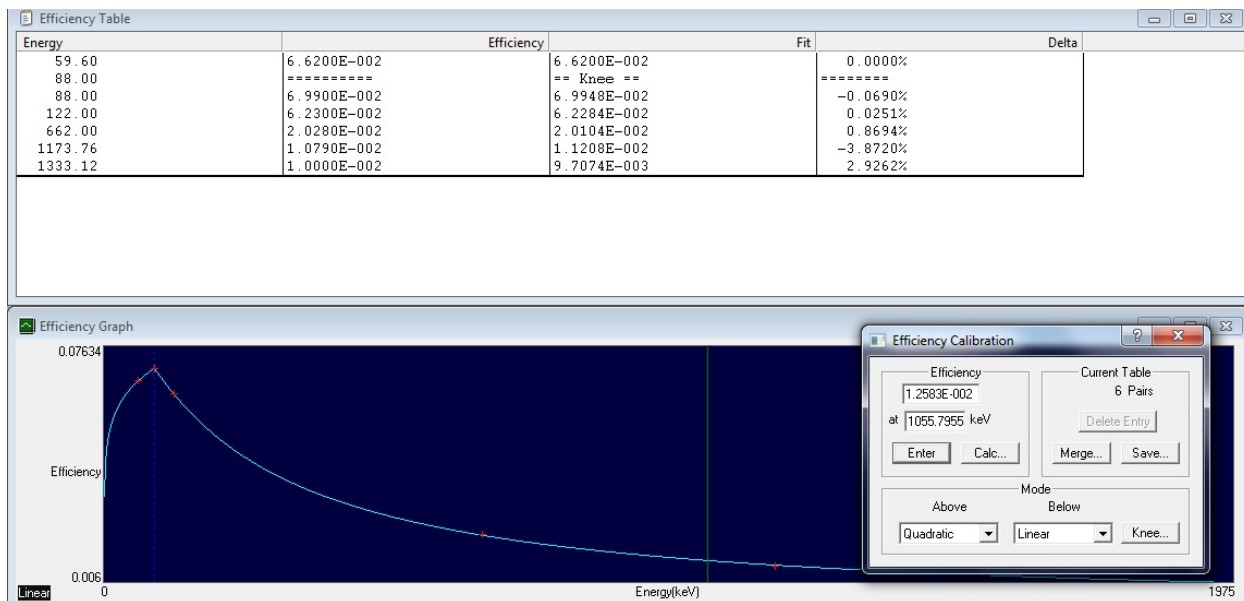 Efficiency Table
Energy Efficiency Fit Delta
59.60 6.6200E-002 6.6200E-002 0.0000%
88.00 ========== == Knee == ========
88.00 6.9900E-002 6.9948E-002 -0.0690%
122.00 6.2300E-002 6.2284E-002 0.0251%
662.00 2.0280E-002 2.0104E-002 0.8694%
1173.76 1.0790E-002 1.1208E-002 -3.8720%
1333.12 1.0000E-002 9.7074E-003 2.9262%
Efficiency Graph
0.07634
Efficiency
0.006
Linear 0 Energy(keV) 1975
Efficiency Calibration
Efficiency
1.2583E-002
at 1055.7955 keV
Enter Calc...
Current Table
6 Pairs
Delete Entry
Merge... Save...
Mode
Above Below
Quadratic Linear Knee...